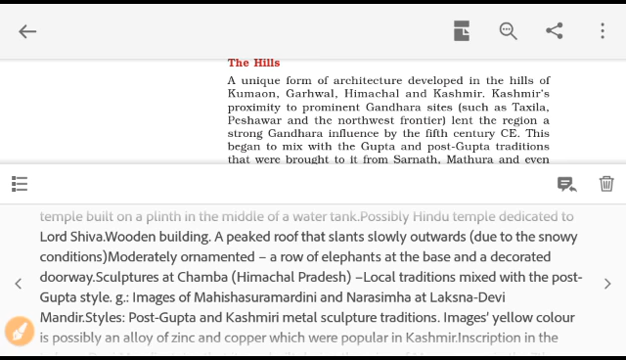 The Hills
A unique form of architecture developed in the hills of
Kumaon, Garhwal, Himachal and Kashmir. Kashmir's
proximity to prominent Gandhara sites (such as Taxila,
Peshawar and the northwest frontier) lent the region a
strong Gandhara influence by the fifth century CE. This
began to mix with the Gupta and post-Gupta traditions
that were brought to it from Sarnath, Mathura and even
temple built on a plinth in the middle of a water tank.Possibly Hindu temple dedicated to
Lord Shiva.Wooden building. A peaked roof that slants slowly outwards (due to the snowy
conditions)Moderately ornamented – a row of elephants at the base and a decorated
doorway.Sculptures at Chamba (Himachal Pradesh) –Local traditions mixed with the post-
Gupta style. g.: Images of Mahishasuramardini and Narasimha at Laksna-Devi
Mandir.Styles: Post-Gupta and Kashmiri metal sculpture traditions. Images' yellow colour
is possibly an alloy of zinc and copper which were popular in Kashmir.Inscription in the